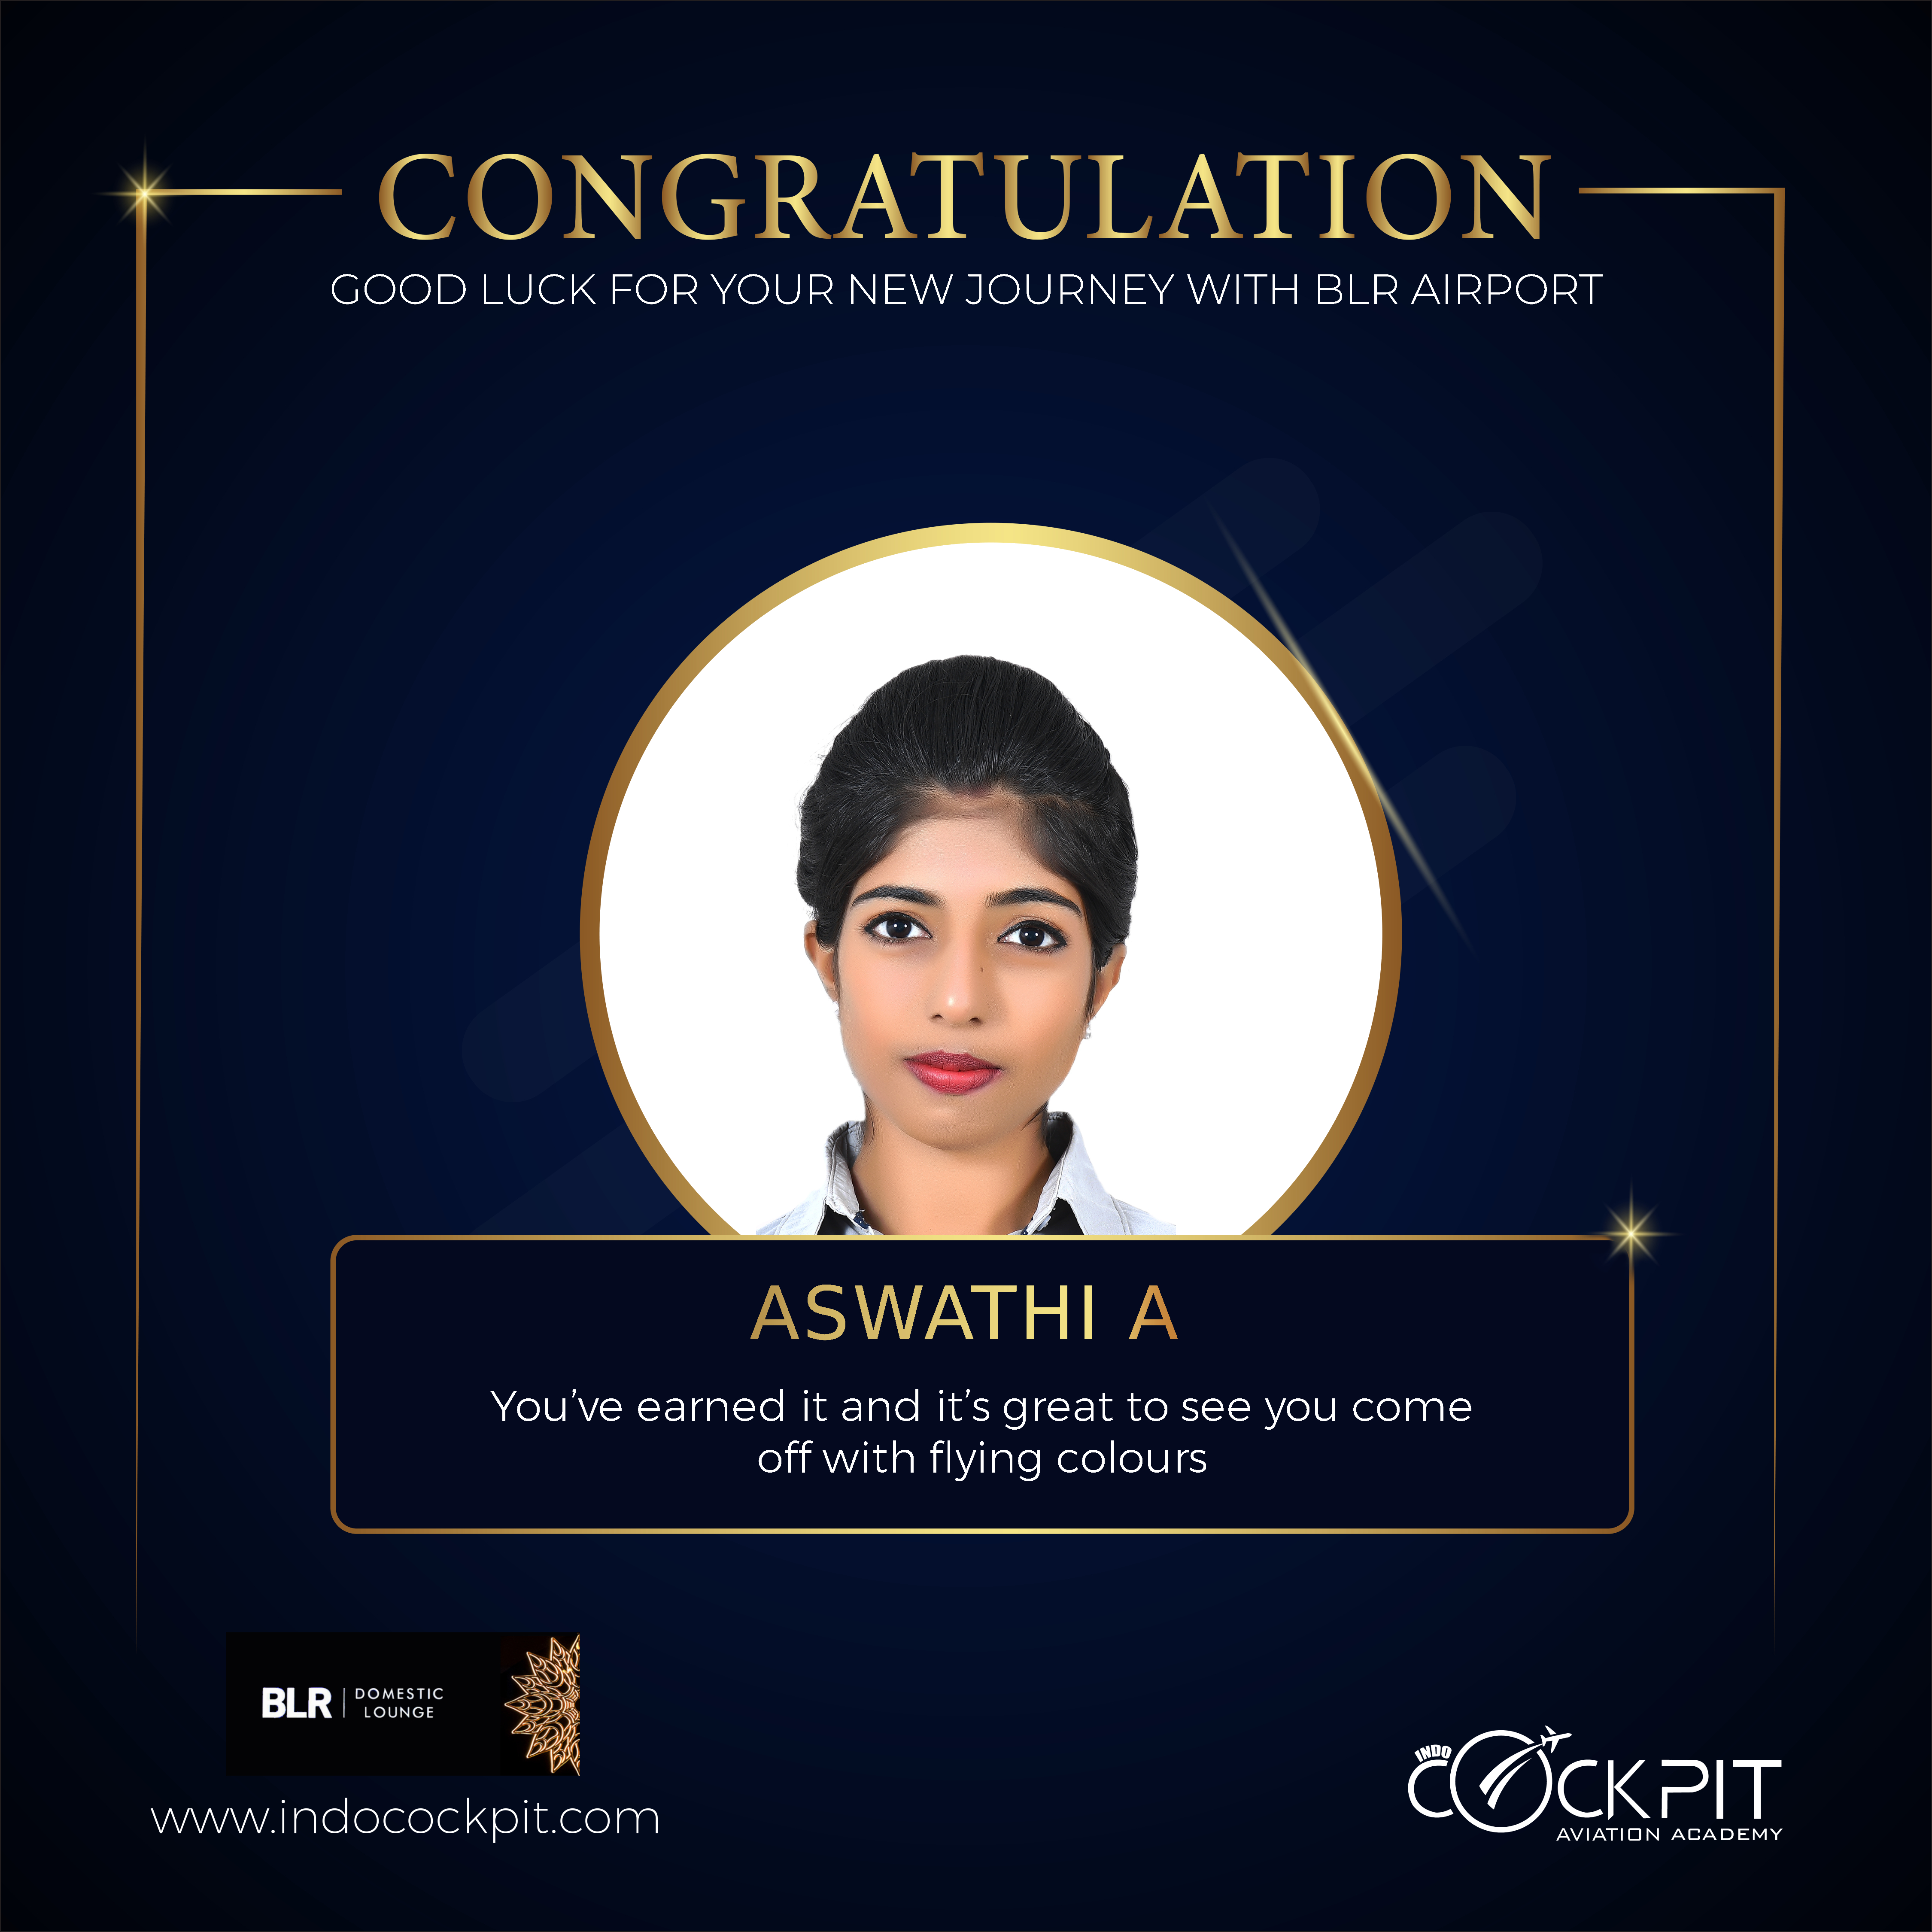 CONGRATULATION
GOOD LUCK FOR YOUR NEW JOURNEY WITH BLR AIRPORT
ASWATHI A
You've earned it and it's great to see you come
off with flying colours
BLR | DOMESTIC
LOUNGE
www.indocockpit.com
INDO
COCKPIT
AVIATION ACADEMY